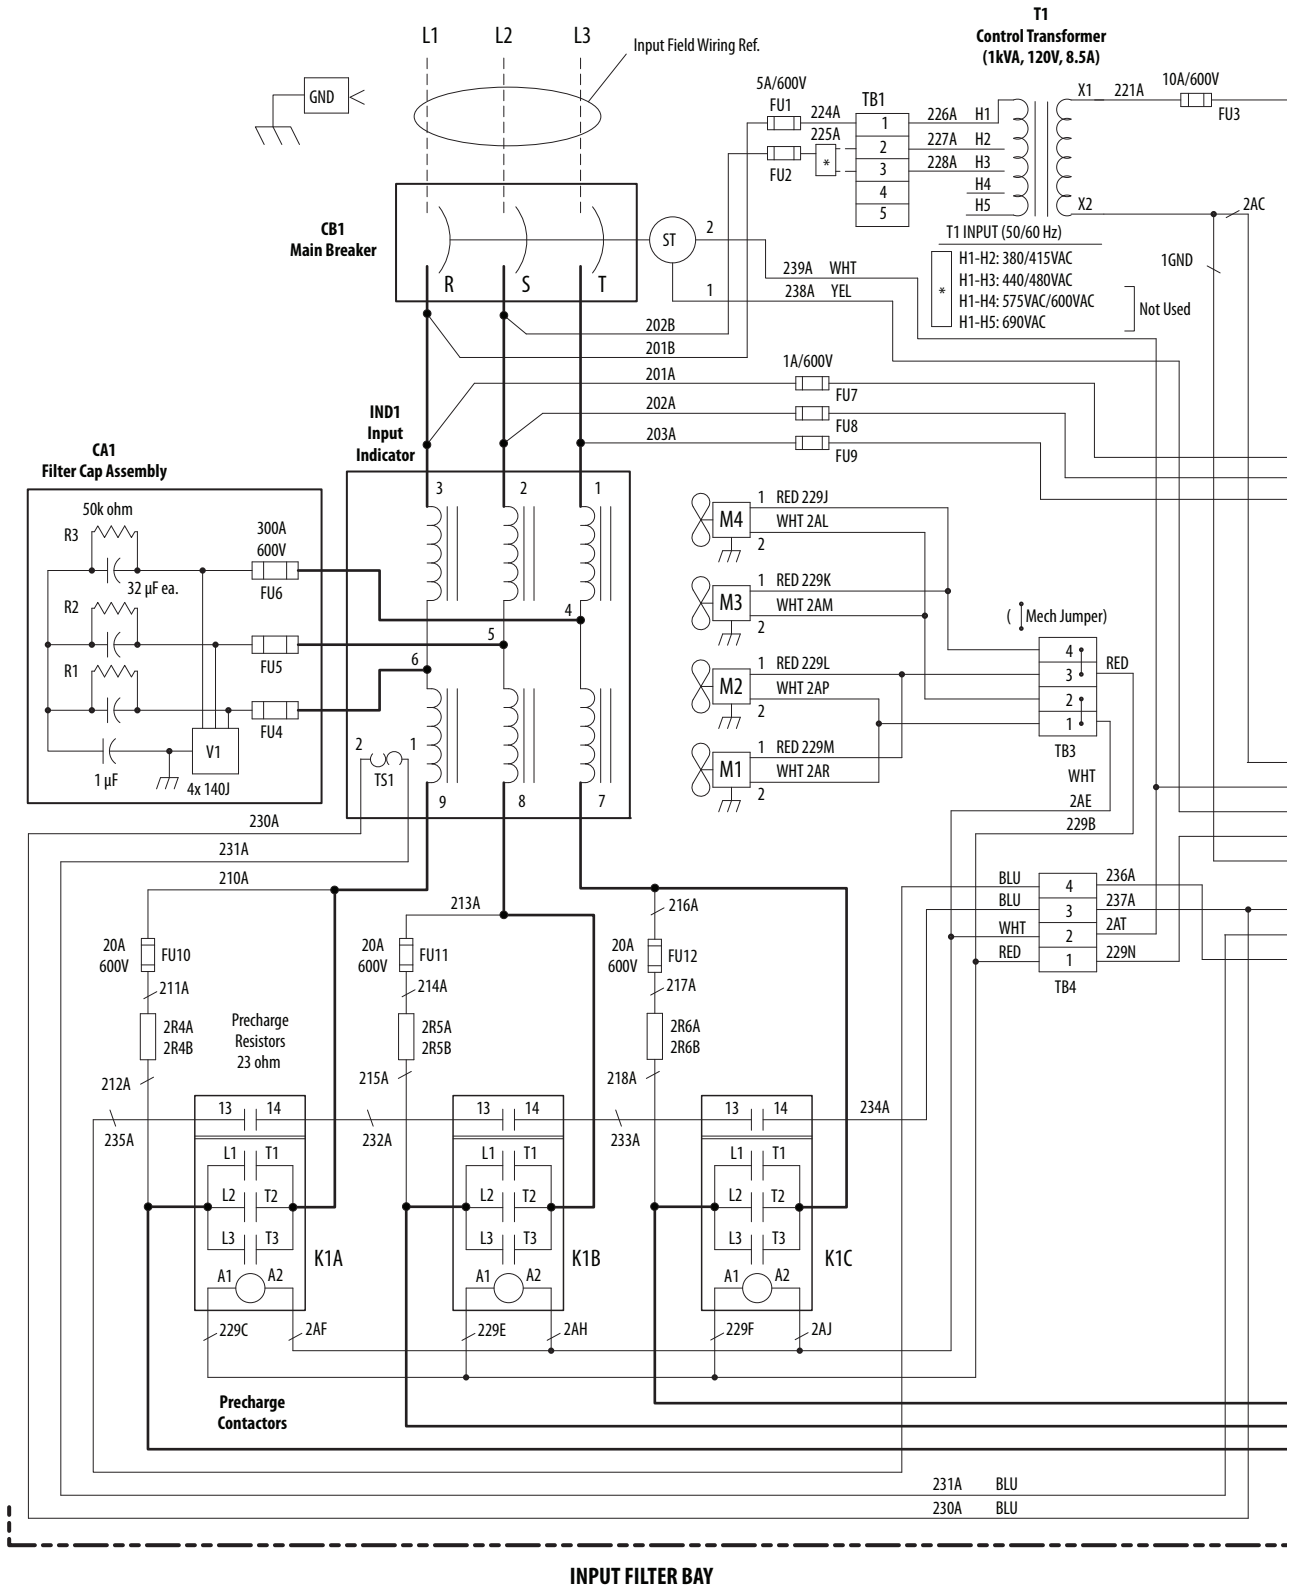 T1
Control Transformer
(1kVA, 120V, 8.5A)
L1
L2
L3
Input Field Wiring Ref.
GND
5A/600V
FU1
224A
225A
FU2
*
TB1
1
2
3
4
5
226A
H1
227A
H2
228A
H3
H4
H5
X1
221A
10A/600V
FU3
X2
2AC
1GND
T1 INPUT (50/60 Hz)
*
H1-H2: 380/415VAC
H1-H3: 440/480VAC
H1-H4: 575VAC/600VAC
H1-H5: 690VAC
Not Used
CB1
Main Breaker
R
S
T
ST
2
1
239A WHT
238A YEL
202B
201B
201A
202A
203A
1A/600V
FU7
FU8
FU9
IND1
Input
Indicator
3
2
1
4
5
6
2
1
TS1
9
8
7
CA1
Filter Cap Assembly
50k ohm
R3
32 µF ea.
R2
R1
300A
600V
FU6
FU5
FU4
1 µF
V1
4x 140J
M4
1 RED 229J
WHT 2AL
2
M3
1 RED 229K
WHT 2AM
2
M2
1 RED 229L
WHT 2AP
2
M1
1 RED 229M
WHT 2AR
2
( Mech Jumper)
4
3
2
1
RED
TB3
WHT
2AE
229B
230A
231A
210A
213A
216A
BLU
4
236A
BLU
3
237A
WHT
2
2AT
RED
1
229N
TB4
20A
600V
FU10
211A
2R4A
2R4B
212A
Precharge
Resistors
23 ohm
20A
600V
FU11
214A
2R5A
2R5B
215A
20A
600V
FU12
217A
2R6A
2R6B
218A
235A
13
14
232A
13
14
233A
13
14
234A
L1
T1
L2
T2
L3
T3
A1
A2
K1A
L1
T1
L2
T2
L3
T3
A1
A2
K1B
L1
T1
L2
T2
L3
T3
A1
A2
K1C
229C
2AF
229E
2AH
229F
2AJ
Precharge
Contactors
231A BLU
230A BLU
INPUT FILTER BAY